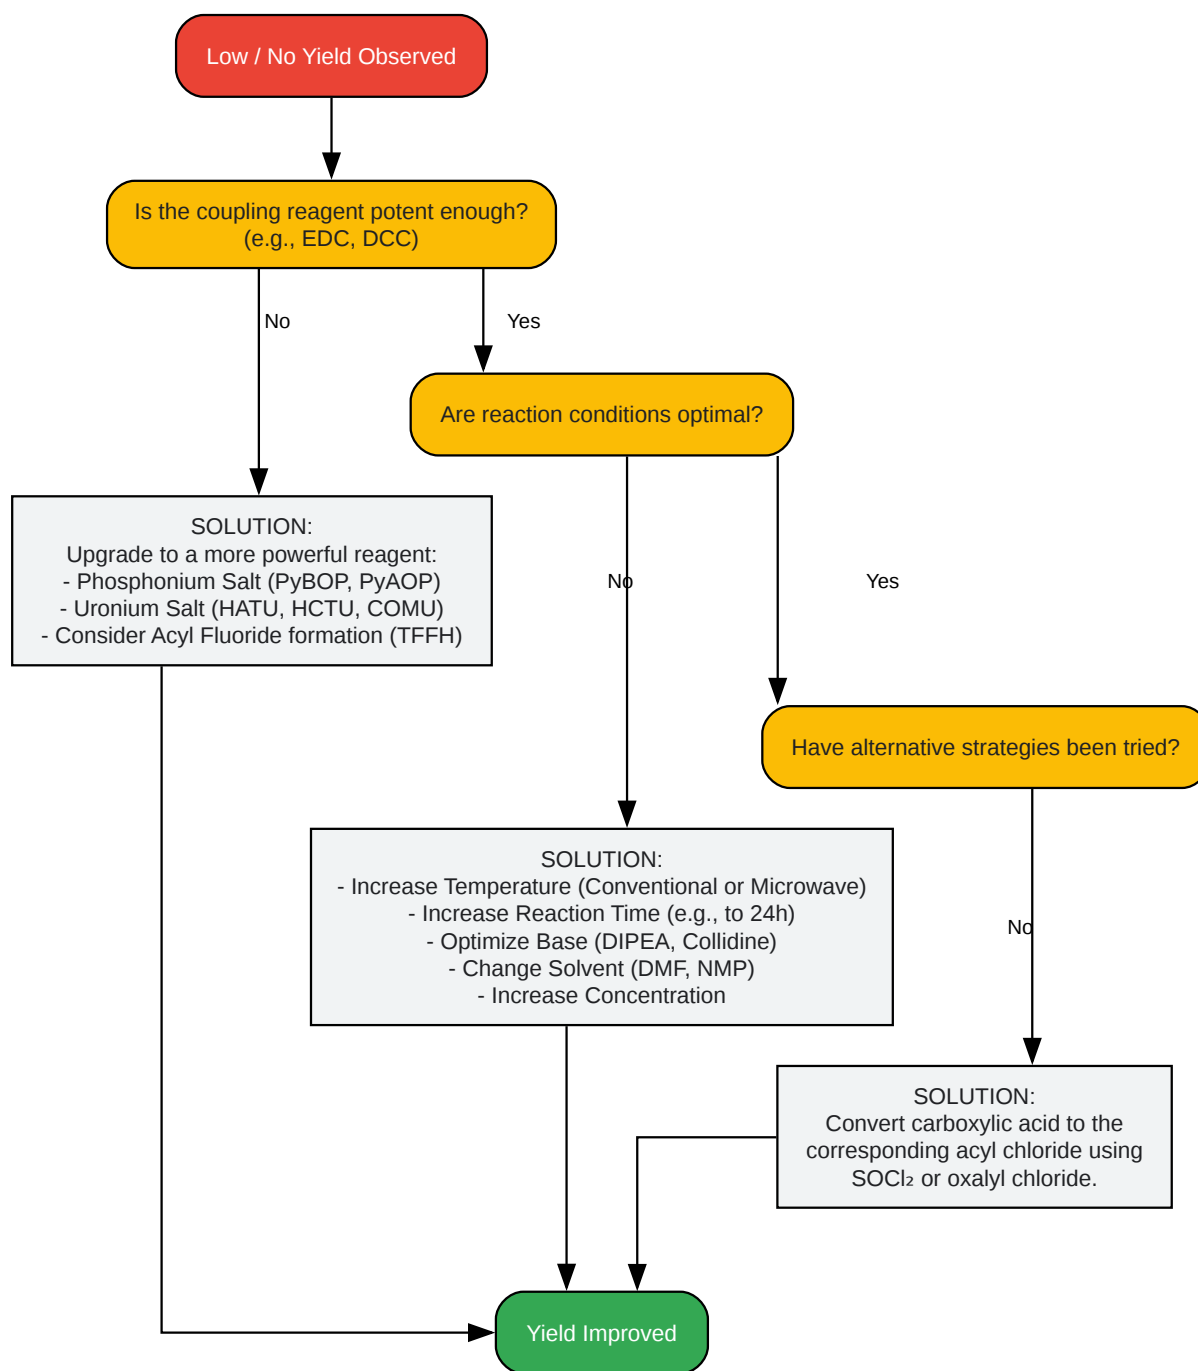 Low / No Yield Observed
Is the coupling reagent potent enough?
(e.g., EDC, DCC)
No
Yes
Are reaction conditions optimal?
SOLUTION:
Upgrade to a more powerful reagent:
- Phosphonium Salt (PyBOP, PyAOP)
- Uronium Salt (HATU, HCTU, COMU)
- Consider Acyl Fluoride formation (TFFH)
No
Yes
Have alternative strategies been tried?
SOLUTION:
- Increase Temperature (Conventional or Microwave)
- Increase Reaction Time (e.g., to 24h)
- Optimize Base (DIPEA, Collidine)
- Change Solvent (DMF, NMP)
- Increase Concentration
No
SOLUTION:
Convert carboxylic acid to the
corresponding acyl chloride using
SOCl₂ or oxalyl chloride.
Yield Improved